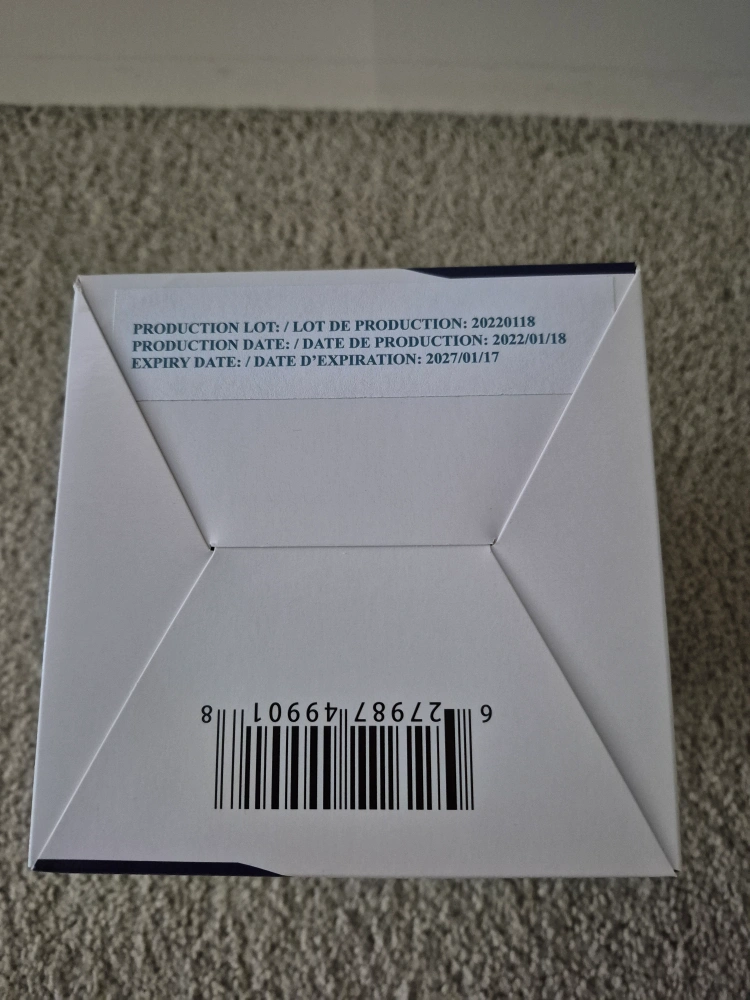 PRODUCTION LOT: / LOT DE PRODUCTION: 20220118
PRODUCTION DATE: / DATE DE PRODUCTION: 2022/01/18
EXPIRY DATE: / DATE D’EXPIRATION: 2027/01/17
6 27987 49901 8